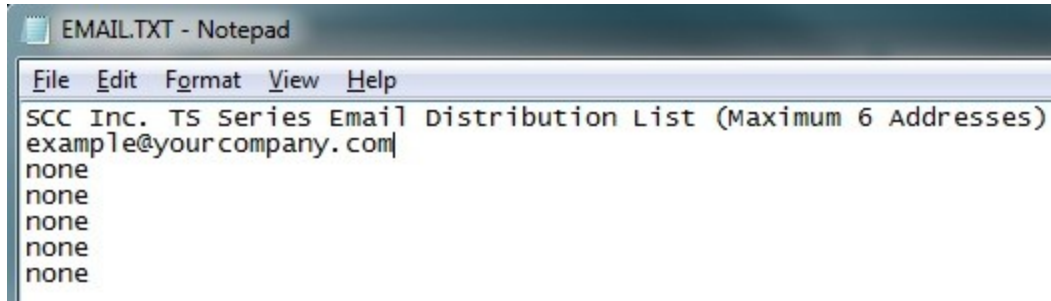 EMAIL.TXT - Notepad
File Edit Format View Help
SCC Inc. TS Series Email Distribution List (Maximum 6 Addresses)
example@yourcompany.com
none
none
none
none
none